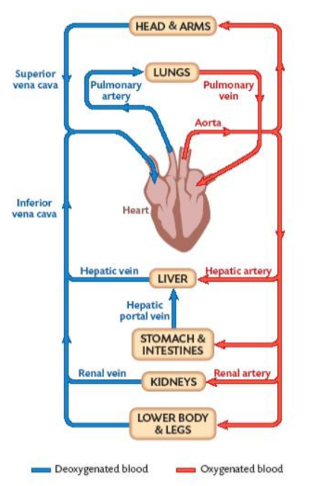 HEAD & ARMS
Superior
vena cava
LUNGS
Pulmonary
artery
Pulmonary
vein
Aorta
Inferior
vena cava
Heart
Hepatic vein
LIVER
Hepatic artery
Hepatic
portal vein
STOMACH &
INTESTINES
Renal vein
KIDNEYS
Renal artery
LOWER BODY
& LEGS
Deoxygenated blood
Oxygenated blood